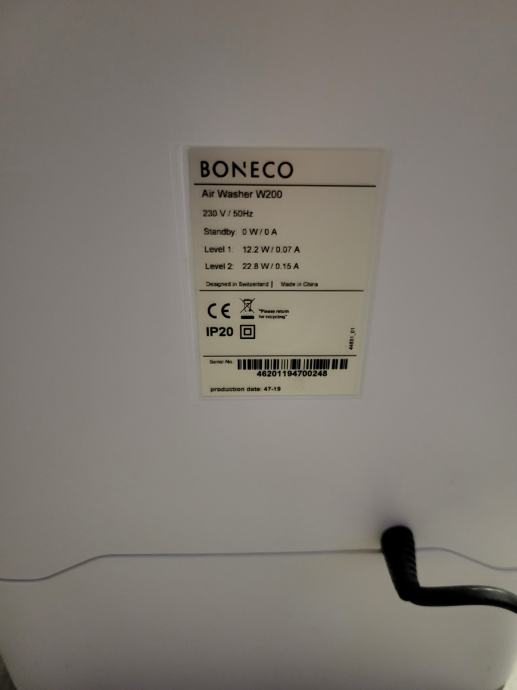 BONECO
Air Washer W200
230 V / 50Hz
Standby: 0 W / 0 A
Level 1: 12.2 W / 0.07 A
Level 2: 22.8 W / 0.15 A
Designed in Switzerland | Made in China
CE "Please return
for recycling"
IP20
Serial No.
46201194700248
production date: 47-19